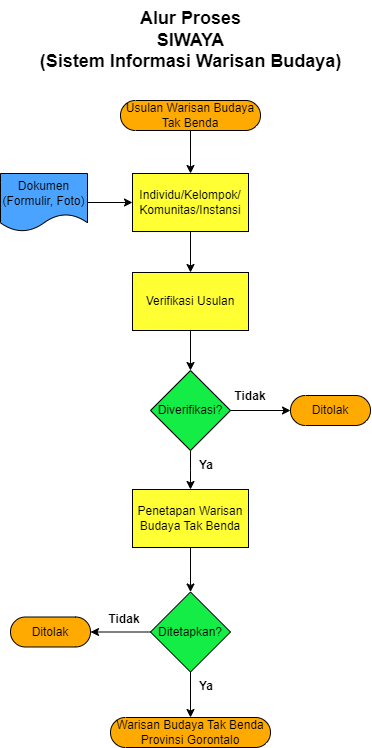 Alur Proses
SIWAYA
(Sistem Informasi Warisan Budaya)
Usulan Warisan Budaya
Tak Benda
Dokumen
(Formulir, Foto)
Individu/Kelompok/
Komunitas/Instansi
Verifikasi Usulan
Diverifikasi?
Tidak
Ditolak
Ya
Penetapan Warisan
Budaya Tak Benda
Ditetapkan?
Tidak
Ditolak
Ya
Warisan Budaya Tak Benda
Provinsi Gorontalo